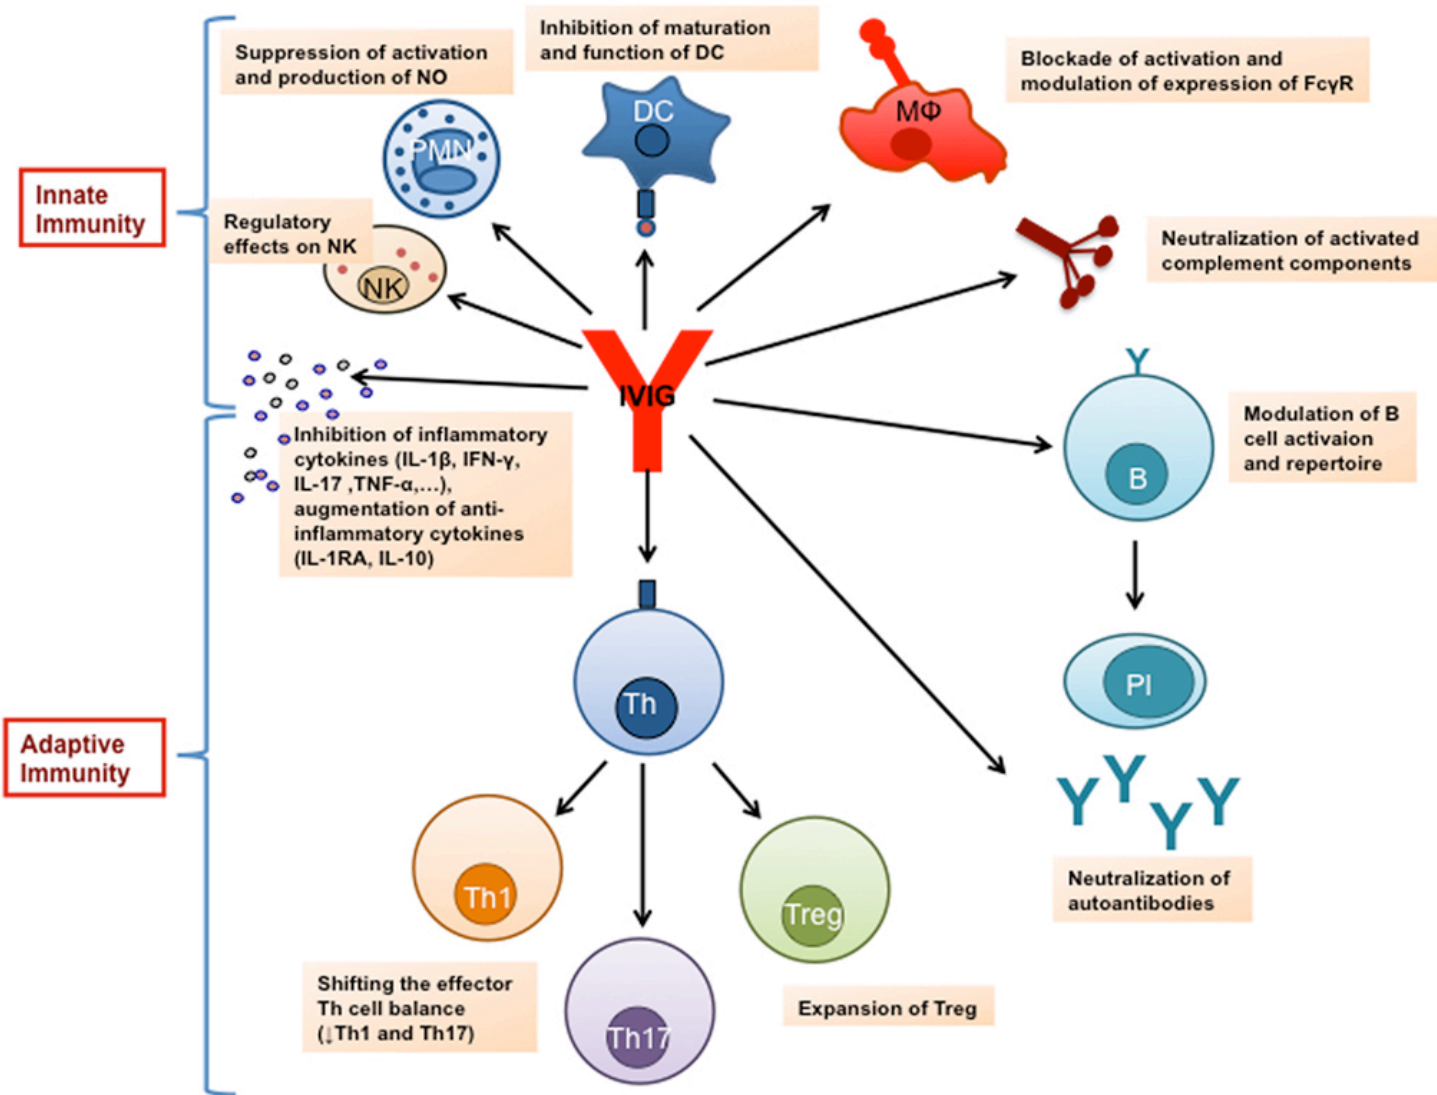 Suppression of activation
and production of NO
Inhibition of maturation
and function of DC
Blockade of activation and
modulation of expression of FcγR
PMN
DC
MΦ
Innate
Immunity
Regulatory
effects on NK
NK
Neutralization of activated
complement components
IVIG
Inhibition of inflammatory
cytokines (IL-1β, IFN-γ,
IL-17 ,TNF-α,...),
augmentation of anti-
inflammatory cytokines
(IL-1RA, IL-10)
B
Modulation of B
cell activaion
and repertoire
Th
Pl
Adaptive
Immunity
Th1
Treg
Neutralization of
autoantibodies
Shifting the effector
Th cell balance
(↓Th1 and Th17)
Th17
Expansion of Treg